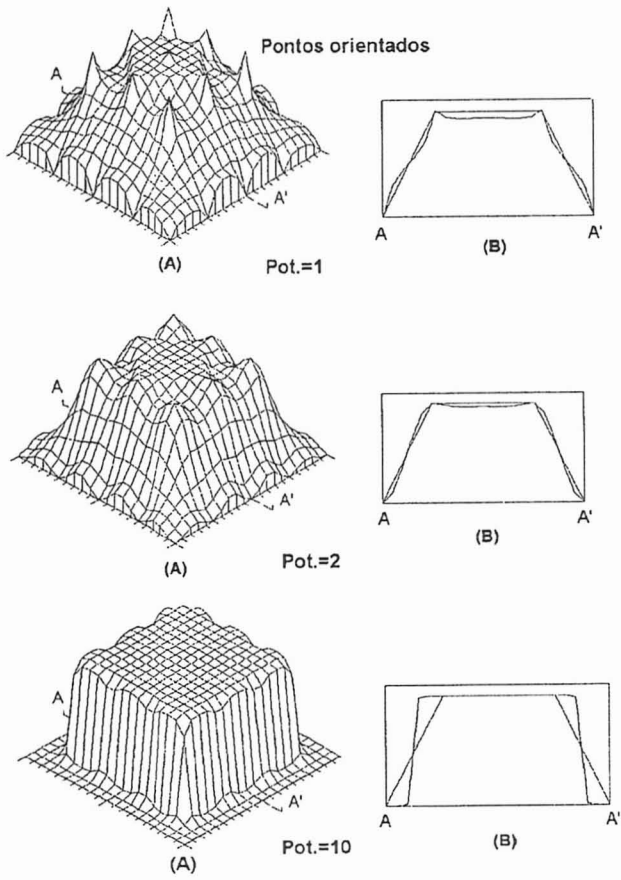 Pontos orientados
A
A'
(A)
A
A'
(B)
Pot.=1
A
A'
(A)
A
A'
(B)
Pot.=2
A
A'
(A)
A
A'
(B)
Pot.=10